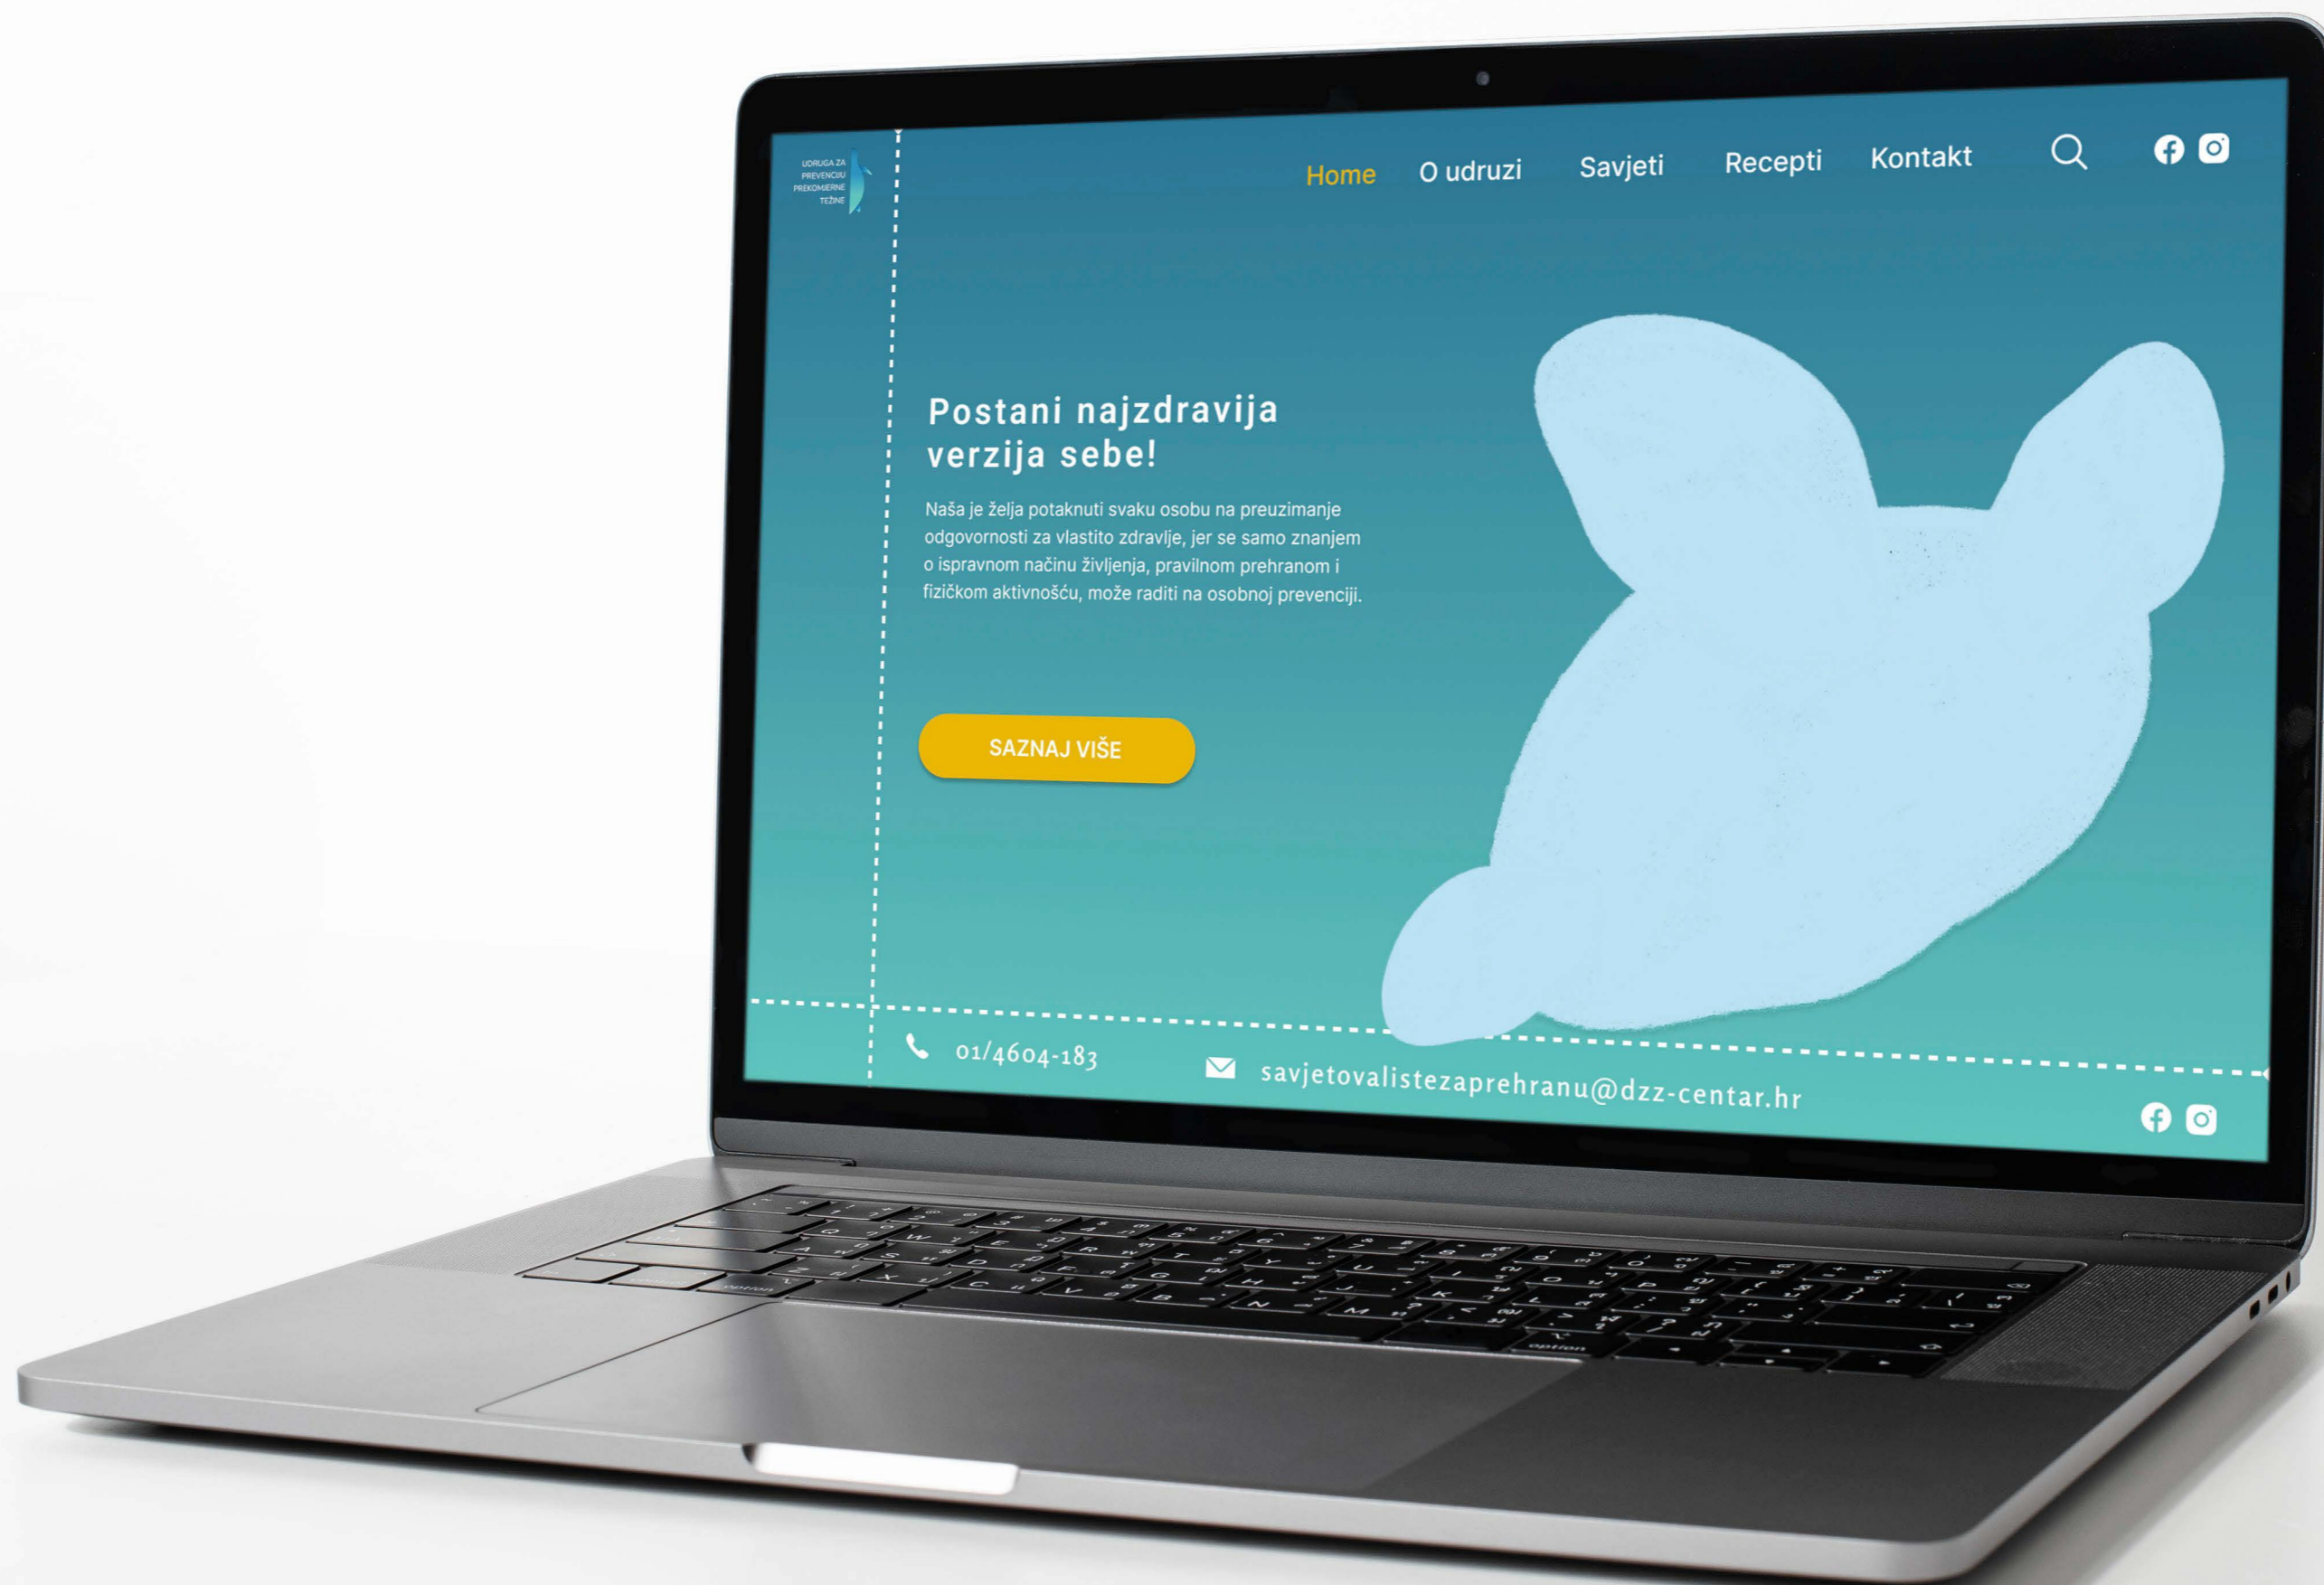 UDRUGA ZA
PREVENCIJU
PREKOMJERNE
TEŽINE
Home O udruzi Savjeti Recepti Kontakt
Postani najzdravija
verzija sebe!
Naša je želja potaknuti svaku osobu na preuzimanje
odgovornosti za vlastito zdravlje, jer se samo znanjem
o ispravnom načinu življenja, pravilnom prehranom i
fizičkom aktivnošću, može raditi na osobnoj prevenciji.
SAZNAJ VIŠE
01/4604-183 savjetovalistezaprehranu@dzz-centar.hr
Q W E R T Y U I O P
A S D F G H J K L
Z X C V B N M
option option